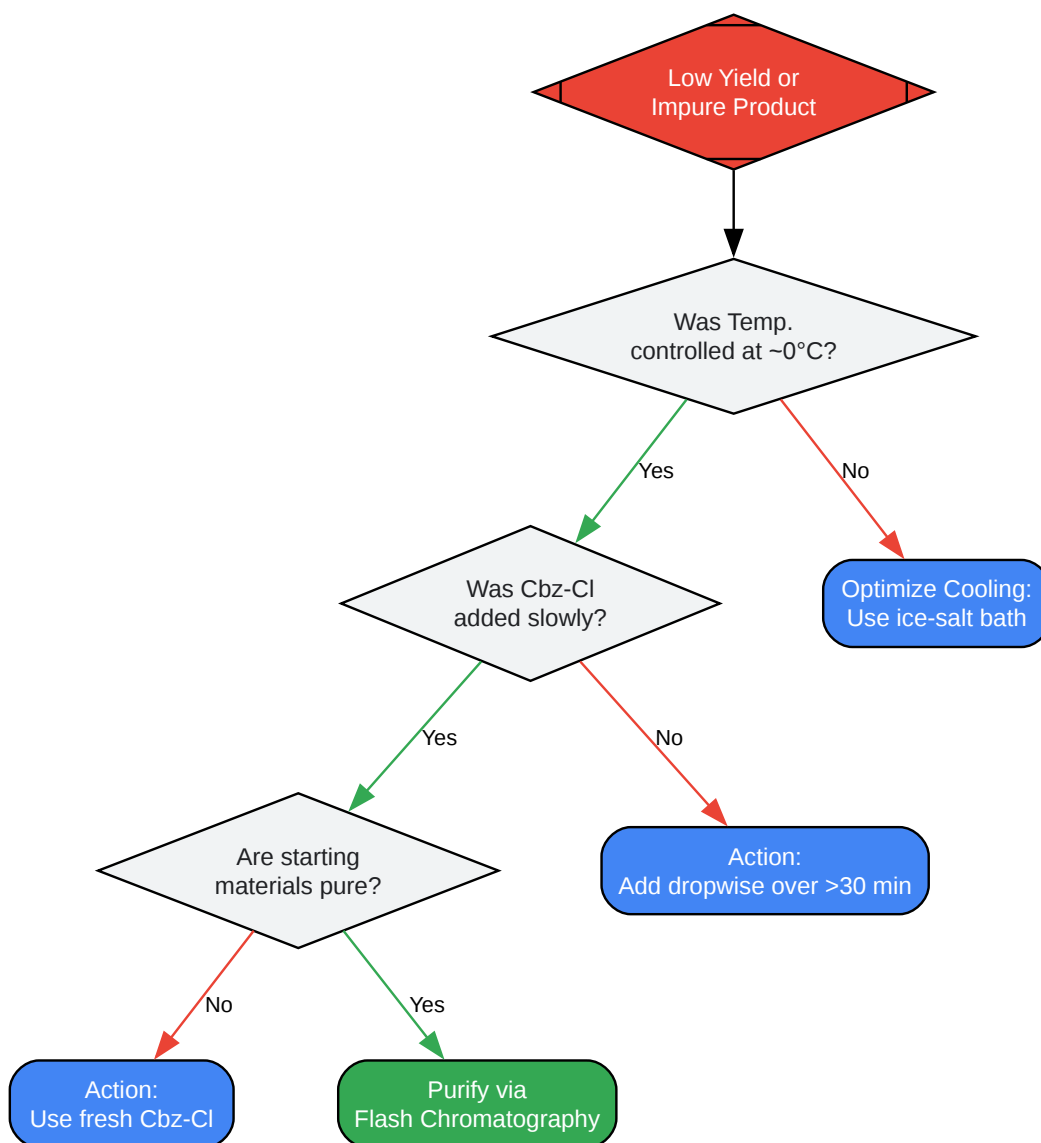 Low Yield or
Impure Product
Was Temp.
controlled at ~0°C?
Yes
No
Was Cbz-Cl
added slowly?
Optimize Cooling:
Use ice-salt bath
Yes
No
Are starting
materials pure?
Action:
Add dropwise over >30 min
No
Yes
Action:
Use fresh Cbz-Cl
Purify via
Flash Chromatography